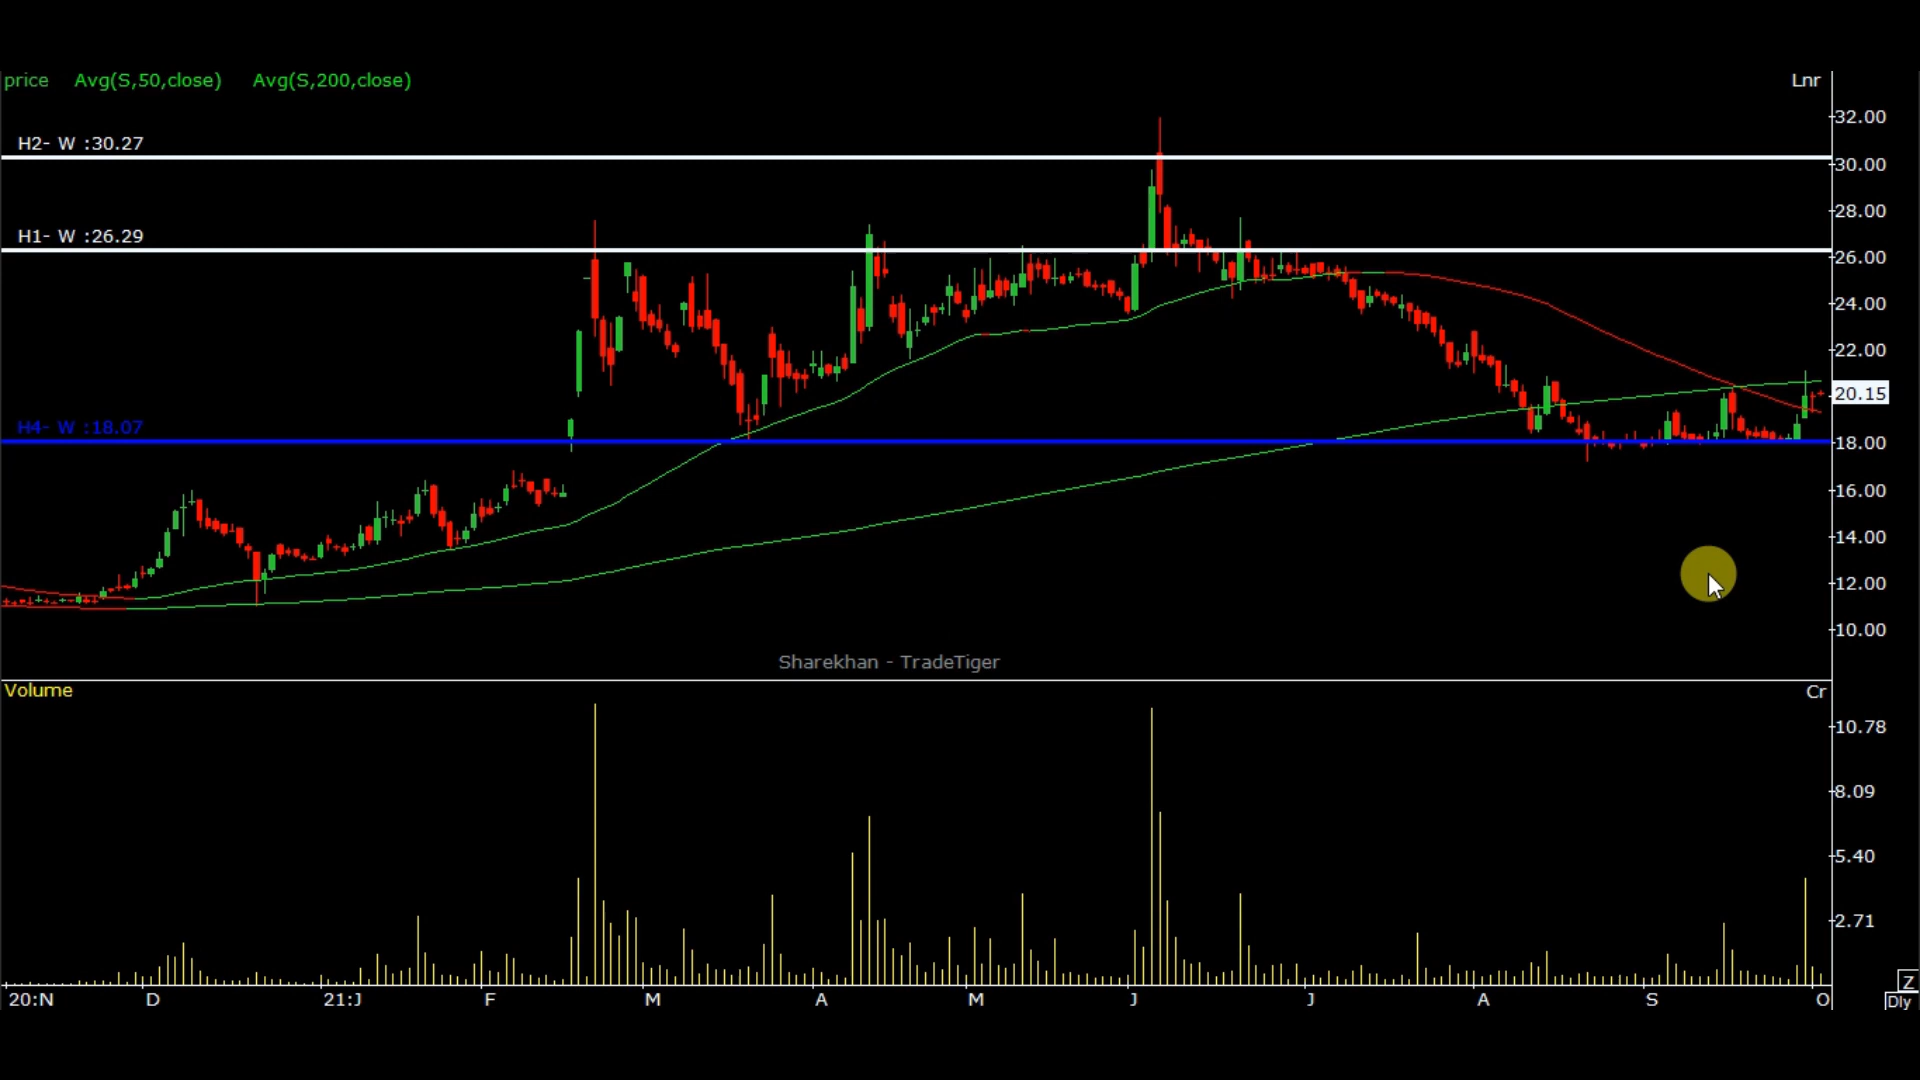 price Avg(S,50,close) Avg(S,200,close) Lnr
32.00
H2- W :30.27
30.00
28.00
H1- W :26.29
26.00
24.00
22.00
20.15
H4- W :18.07
18.00
16.00
14.00
12.00
10.00
Sharekhan - TradeTiger
Volume Cr
10.78
8.09
5.40
2.71
Z
20:N D 21:J F M A M J J A S O Dly